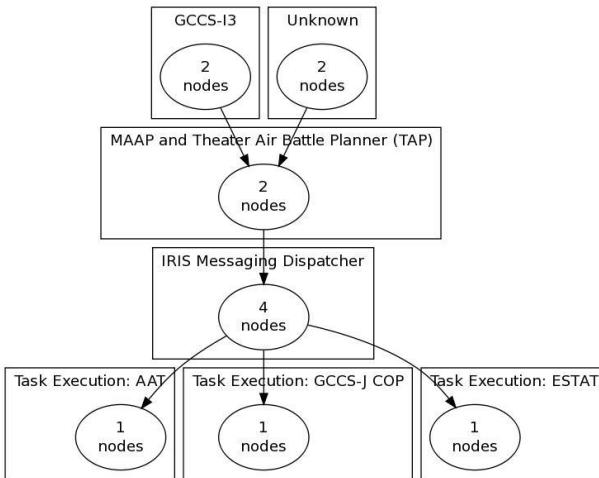 GCCS-I3
Unknown
2
nodes
2
nodes
MAAP and Theater Air Battle Planner (TAP)
2
nodes
IRIS Messaging Dispatcher
4
nodes
Task Execution: AAT
Task Execution: GCCS-J COP
Task Execution: ESTAT
1
nodes
1
nodes
1
nodes